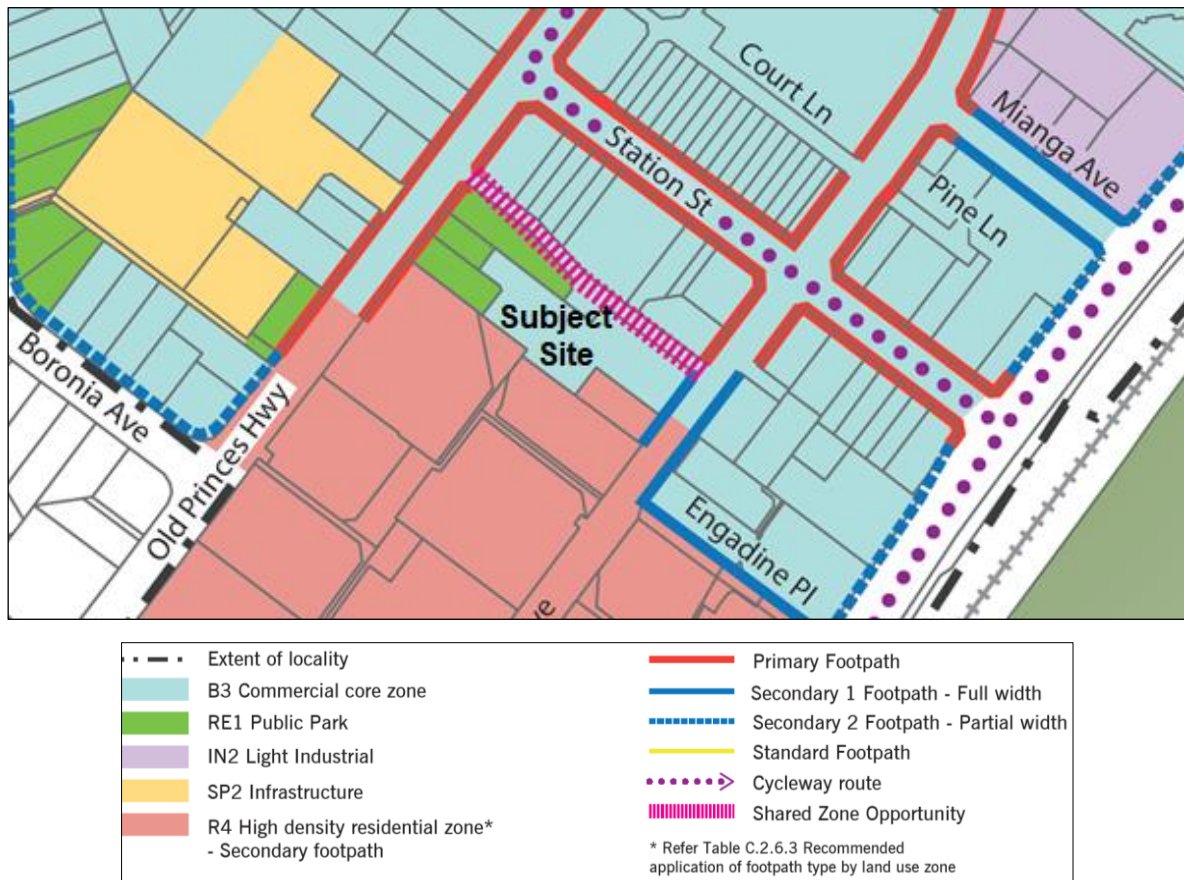 Court Ln
Mianga Ave
Station St
Pine Ln
Subject
Site
Boronia Ave
Old Princes Hwy
Engadine Pl
ve
Extent of locality
B3 Commercial core zone
RE1 Public Park
IN2 Light Industrial
SP2 Infrastructure
R4 High density residential zone*
- Secondary footpath
Primary Footpath
Secondary 1 Footpath - Full width
Secondary 2 Footpath - Partial width
Standard Footpath
Cycleway route
Shared Zone Opportunity
* Refer Table C.2.6.3 Recommended
application of footpath type by land use zone